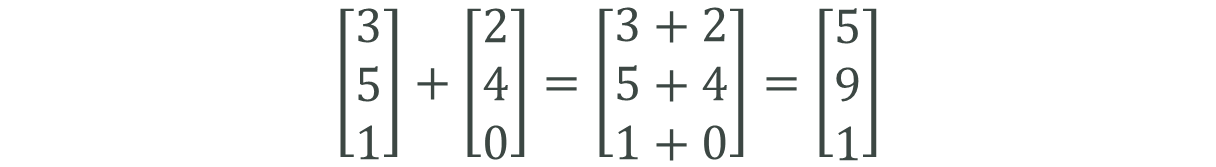 [3] + [2] = [3 + 2] = [5]
[5] + [4] = [5 + 4] = [9]
[1] + [0] = [1 + 0] = [1]